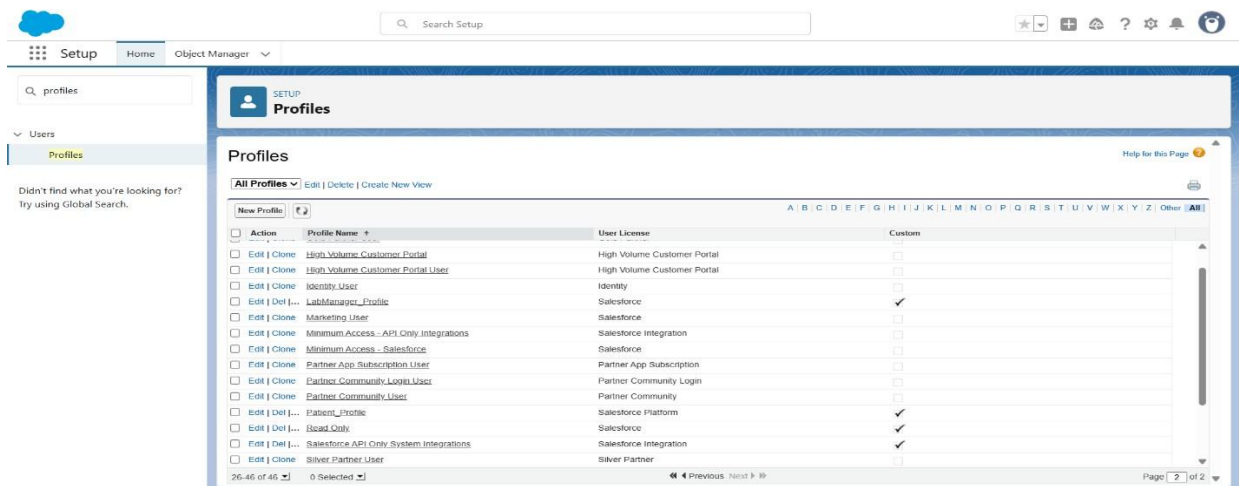 Search Setup
Setup Home Object Manager
profiles
Users
Profiles
Didn't find what you're looking for?
Try using Global Search.
SETUP
Profiles
Profiles
Help for this Page
All Profiles Edit | Delete | Create New View
New Profile A | B | C | D | E | F | G | H | I | J | K | L | M | N | O | P | Q | R | S | T | U | V | W | X | Y | Z | Other All
Action Profile Name User License Custom
Edit | Clone High Volume Customer Portal High Volume Customer Portal
Edit | Clone High Volume Customer Portal User High Volume Customer Portal
Edit | Clone Identity User Identity
Edit | Del |... LabManager_Profile Salesforce
Edit | Clone Marketing User Salesforce
Edit | Clone Minimum Access - API Only Integrations Salesforce Integration
Edit | Clone Minimum Access - Salesforce Salesforce
Edit | Clone Partner App Subscription User Partner App Subscription
Edit | Clone Partner Community Login User Partner Community Login
Edit | Clone Partner Community User Partner Community
Edit | Del |... Patient_Profile Salesforce Platform
Edit | Del |... Read Only Salesforce
Edit | Del |... Salesforce API Only System Integrations Salesforce Integration
Edit | Clone Silver Partner User Silver Partner
26-46 of 46 0 Selected Previous Next Page 2 of 2